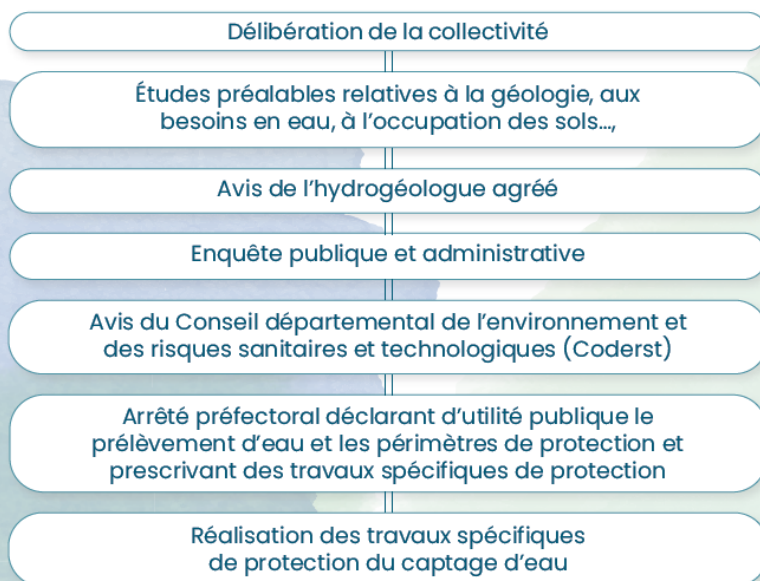 Délibération de la collectivité
Études préalables relatives à la géologie, aux
besoins en eau, à l’occupation des sols...,
Avis de l’hydrogéologue agréé
Enquête publique et administrative
Avis du Conseil départemental de l’environnement et
des risques sanitaires et technologiques (Coderst)
Arrêté préfectoral déclarant d’utilité publique le
prélèvement d’eau et les périmètres de protection et
prescrivant des travaux spécifiques de protection
Réalisation des travaux spécifiques
de protection du captage d’eau